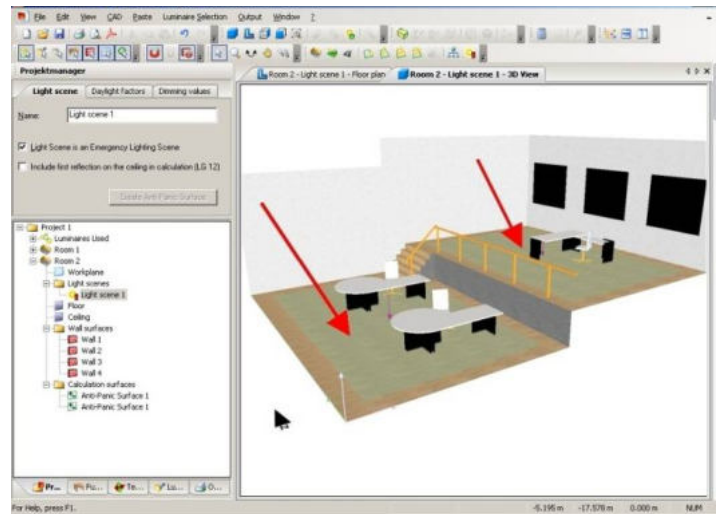 File Edit View CAD Paste Luminaire Selection Output Window ?
Projektmanager
Light scene Daylight factors Dimming values
Name: Light scene 1
Light Scene is an Emergency Lighting Scene
Include first reflection on the ceiling in calculation (LG 12)
Create Anti-Panic Surface
Project 1
Luminaires Used
Room 1
Room 2
Workplane
Light scenes
Light scene 1
Floor
Ceiling
Wall surfaces
Wall 1
Wall 2
Wall 3
Wall 4
Calculation surfaces
Anti-Panic Surface 1
Anti-Panic Surface 1
Pr... Fu... Te... Lu... O...
Room 2 - Light scene 1 - Floor plan Room 2 - Light scene 1 - 3D View
For Help, press F1. -5.195 m -17.578 m 0.000 m NUM